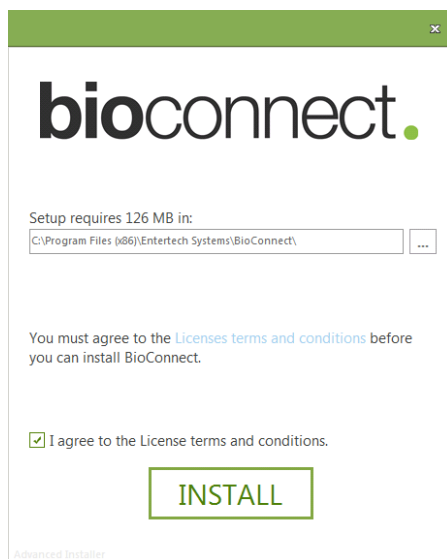 bioconnect.
Setup requires 126 MB in:
C:\Program Files (x86)\Entertech Systems\BioConnect\
...
You must agree to the Licenses terms and conditions before
you can install BioConnect.
I agree to the License terms and conditions.
INSTALL
Advanced Installer